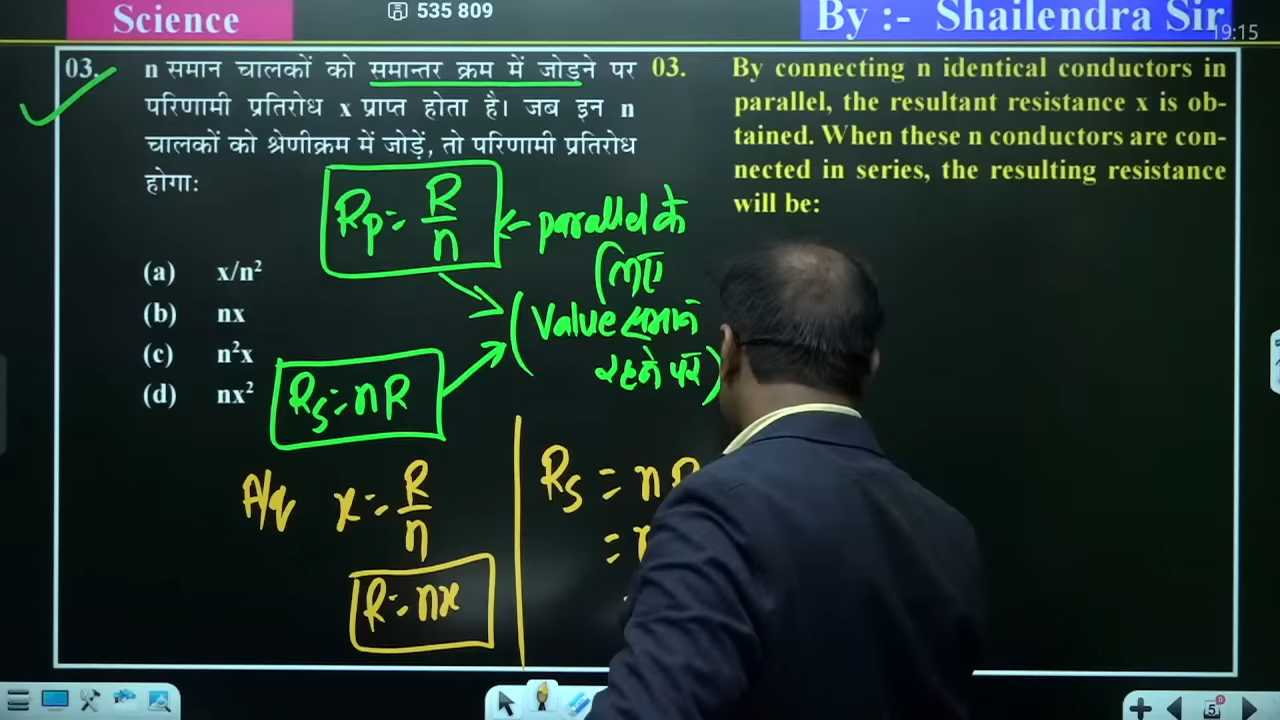 Science
535 809
By :- Shailendra Sir
19:15
03. n समान चालकों को समान्तर क्रम में जोड़ने पर
परिणामी प्रतिरोध x प्राप्त होता है। जब इन n
चालकों को श्रेणीक्रम में जोड़ें, तो परिणामी प्रतिरोध
होगाः
(a) x/n²
(b) nx
(c) n²x
(d) nx²
03. By connecting n identical conductors in
parallel, the resultant resistance x is ob-
tained. When these n conductors are con-
nected in series, the resulting resistance
will be:
Rp = R/n
parallel के
लिए
(Value समान
रहने पर)
Rs = nR
A/q x = R/n
R = nx
Rs = n
=
5